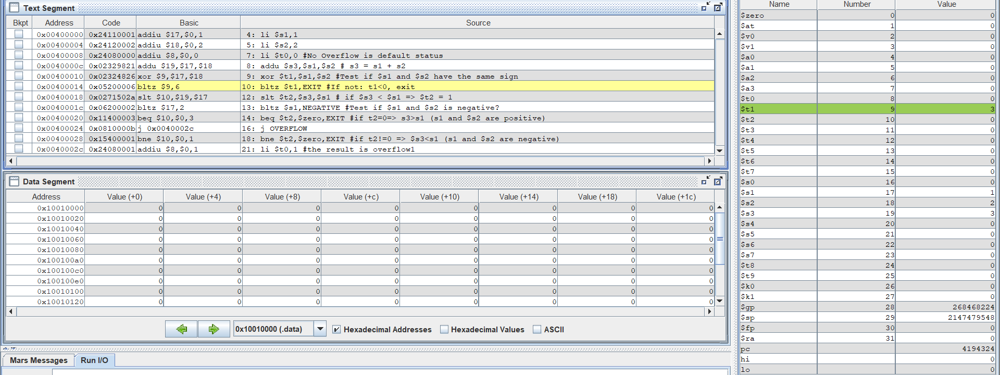 Text Segment
Bkpt Address Code Basic Source
0x00400000 0x24110001 addiu $17,$0,1 4: li $s1,1
0x00400004 0x24120002 addiu $18,$0,2 5: li $s2,2
0x00400008 0x24080000 addiu $8,$0,0 7: li $t0,0 #No Overflow is default status
0x0040000c 0x02329821 addu $19,$17,$18 8: addu $s3,$s1,$s2 # s3 = s1 + s2
0x00400010 0x02324826 xor $9,$17,$18 9: xor $t1,$s1,$s2 #Test if $s1 and $s2 have the same sign
0x00400014 0x05200006 bltz $9,6 10: bltz $t1,EXIT #If not: t1<0, exit
0x00400018 0x0271502a slt $10,$19,$17 12: slt $t2,$s3,$s1 # if $s3 < $s1 => $t2 = 1
0x0040001c 0x06200002 bltz $17,2 13: bltz $s1,NEGATIVE #Test if $s1 and $s2 is negative?
0x00400020 0x11400003 beq $10,$0,3 14: beq $t2,$zero,EXIT #if t2=0=> s3>s1 (s1 and $s2 are positive)
0x00400024 0x0810000b j 0x0040002c 16: j OVERFLOW
0x00400028 0x15400001 bne $10,$0,1 18: bne $t2,$zero,EXIT #if t2!=0 => $s3<s1 (s1 and $s2 are negative)
0x0040002c 0x24080001 addiu $8,$0,1 21: li $t0,1 #the result is overflow1
Data Segment
Address Value (+0) Value (+4) Value (+8) Value (+c) Value (+10) Value (+14) Value (+18) Value (+1c)
0x10010000 0 0 0 0 0 0 0 0
0x10010020 0 0 0 0 0 0 0 0
0x10010040 0 0 0 0 0 0 0 0
0x10010060 0 0 0 0 0 0 0 0
0x10010080 0 0 0 0 0 0 0 0
0x100100a0 0 0 0 0 0 0 0 0
0x100100c0 0 0 0 0 0 0 0 0
0x100100e0 0 0 0 0 0 0 0 0
0x10010100 0 0 0 0 0 0 0 0
0x10010120 0 0 0 0 0 0 0 0
0x10010000 (.data) Hexadecimal Addresses Hexadecimal Values ASCII
Mars Messages Run I/O
Name Number Value
$zero 0 0
$at 1 0
$v0 2 0
$v1 3 0
$a0 4 0
$a1 5 0
$a2 6 0
$a3 7 0
$t0 8 0
$t1 9 3
$t2 10 0
$t3 11 0
$t4 12 0
$t5 13 0
$t6 14 0
$t7 15 0
$s0 16 0
$s1 17 1
$s2 18 2
$s3 19 3
$s4 20 0
$s5 21 0
$s6 22 0
$s7 23 0
$t8 24 0
$t9 25 0
$k0 26 0
$k1 27 0
$gp 28 268468224
$sp 29 2147479548
$fp 30 0
$ra 31 0
pc 4194324
hi 0
lo 0